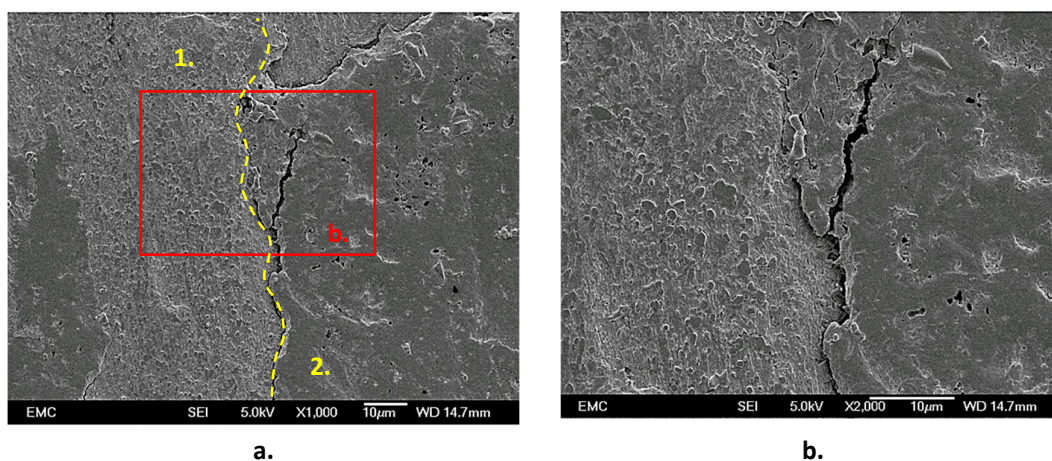 1.
b.
2.
EMC SEI 5.0kV X1,000 10μm WD 14.7mm
EMC SEI 5.0kV X2,000 10μm WD 14.7mm
a.
b.